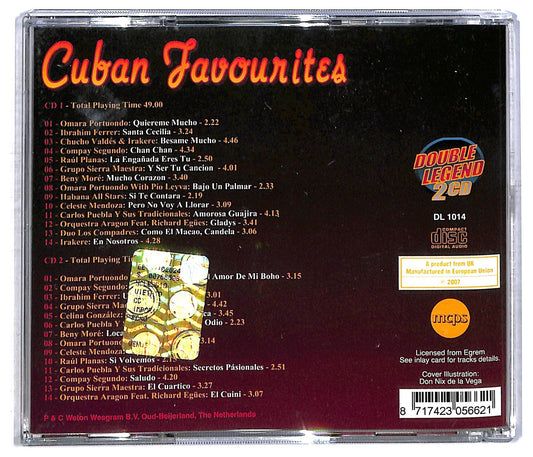 Cuban Favourites
CD 1 - Total Playing Time 49.00
01 - Omara Portuondo: Quiereme Mucho - 2.22
02 - Ibrahim Ferrer: Santa Cecilia - 3.24
03 - Chucho Valdés & Irakere: Besame Mucho - 4.46
04 - Compay Segundo: Chan Chan - 4.34
05 - Raúl Planas: La Engañada Eres Tu - 2.50
06 - Grupo Sierra Maestra: Y Ser Tu Cancion - 4.01
07 - Beny Moré: Mucho Corazon - 3.40
08 - Omara Portuondo With Pio Leyva: Bajo Un Palmar - 2.33
09 - Habana All Stars: Si Te Contara - 2.19
10 - Celeste Mendoza: Pero No Voy A Llorar - 3.09
11 - Carlos Puebla Y Sus Tradicionales: Amorosa Guajira - 4.13
12 - Orquestra Aragon Feat. Richard Egües: Gladys - 3.41
13 - Duo Los Compadres: Como El Macao, Candela - 3.06
14 - Irakere: En Nosotros - 4.28
CD 2 - Total Playing Time
01 - Omara Portuondo Amor De Mi Boho - 3.15
02 - Compay Segundo
03 - Ibrahim Ferrer: U
04 - Grupo Sierra Maestra .42
05 - Celina González ca - 3.45
06 - Carlos Puebla Y Odio - 2.23
07 - Beny Moré: Loca
08 - Omara Portuondo
09 - Celeste Mendoza:
10 - Raúl Planas: Si Volvemos
11 - Carlos Puebla Y Sus Tradicionales: Secretos Pásionales - 2.51
12 - Compay Segundo: Saludo - 4.20
13 - Grupo Sierra Maestra: El Cuartico - 3.27
14 - Orquestra Aragon Feat. Richard Egües: El Cuini - 3.07
P & C Weton Wesgram B.V. Oud-Beijerland, The Netherlands
DOUBLE
LEGEND
2CD
DL 1014
COMPACT
disc
DIGITAL AUDIO
A product from UK
Manufactured in European Union
© 2007
mcps
Licensed from Egrem
See inlay card for tracks details.
Cover Illustration:
Don Nix de la Vega
8 717423 056621